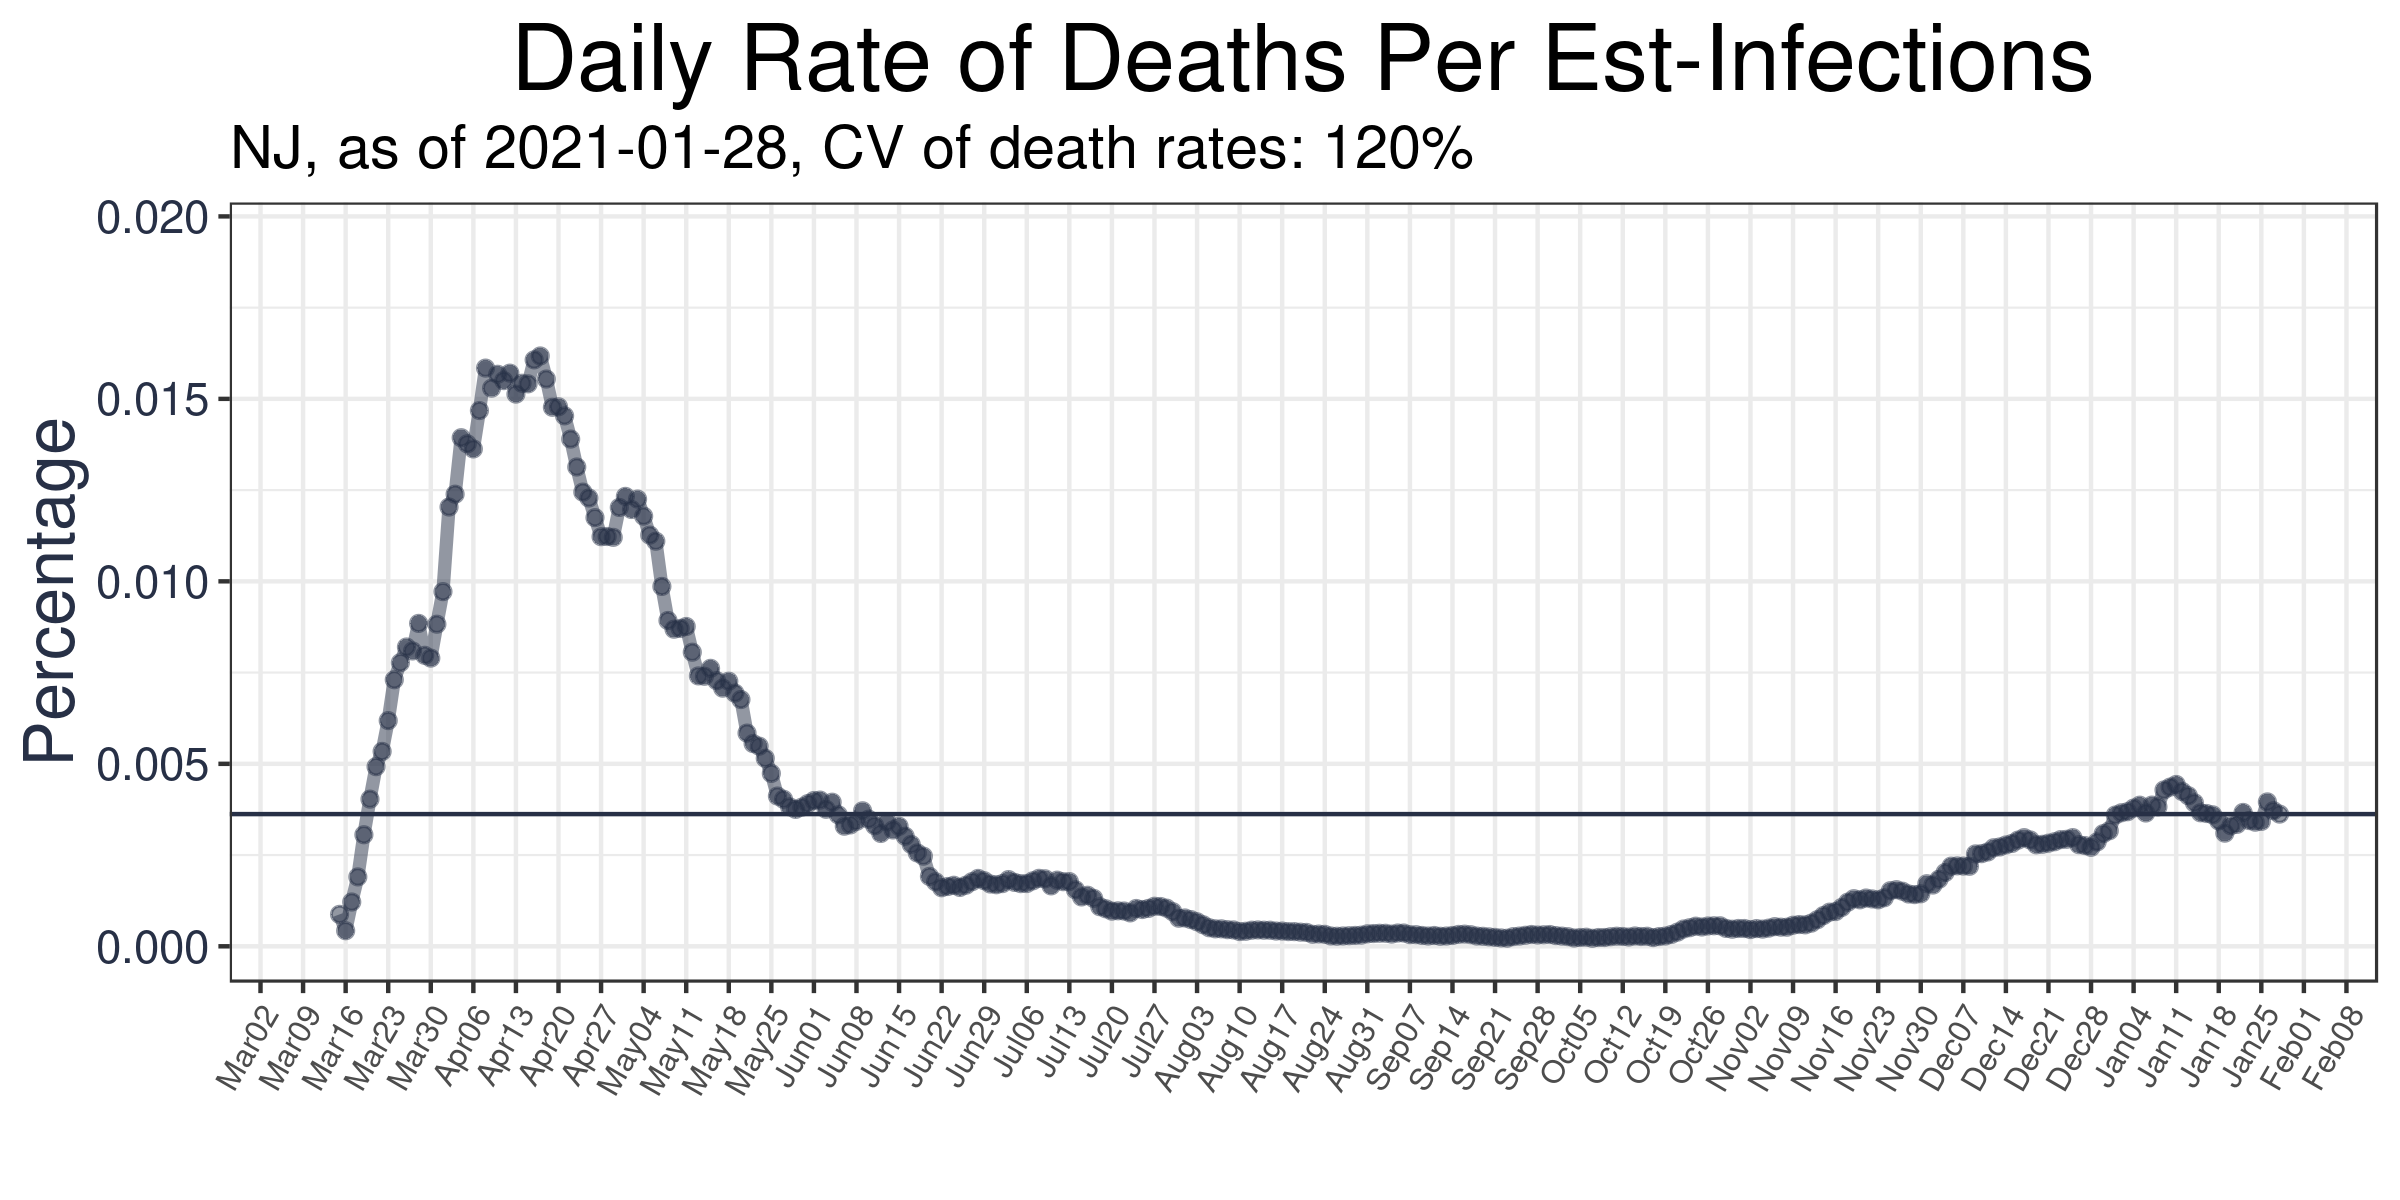 Daily Rate of Deaths Per Est-Infections
NJ, as of 2021-01-28, CV of death rates: 120%
Percentage
0.020
0.015
0.010
0.005
0.000
Mar02
Mar09
Mar16
Mar23
Mar30
Apr06
Apr13
Apr20
Apr27
May04
May11
May18
May25
Jun01
Jun08
Jun15
Jun22
Jun29
Jul06
Jul13
Jul20
Jul27
Aug03
Aug10
Aug17
Aug24
Aug31
Sep07
Sep14
Sep21
Sep28
Oct05
Oct12
Oct19
Oct26
Nov02
Nov09
Nov16
Nov23
Nov30
Dec07
Dec14
Dec21
Dec28
Jan04
Jan11
Jan18
Jan25
Feb01
Feb08